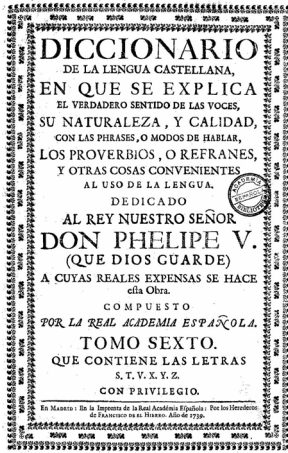 DICCIONARIO
DE LA LENGUA CASTELLANA,
EN QUE SE EXPLICA
EL VERDADERO SENTIDO DE LAS VOCES,
SU NATURALEZA, Y CALIDAD,
CON LAS PHRASES, O MODOS DE HABLAR,
LOS PROVERBIOS, O REFRANES,
Y OTRAS COSAS CONVENIENTES
AL USO DE LA LENGUA.
DEDICADO
AL REY NUESTRO SEÑOR
DON PHELIPE V.
(QUE DIOS GUARDE)
A CUYAS REALES EXPENSAS SE HACE
esta Obra.
COMPUESTO
POR LA REAL ACADEMIA ESPAÑOLA.
TOMO SEXTO.
QUE CONTIENE LAS LETRAS
S. T. V. X. Y. Z.
CON PRIVILEGIO.
En MADRID: En la Imprenta de la Real Académia Española: Por los Herederos
de FRANCISCO DE EL HIERRO. Año de 1739.
ACADEMIA
BIBLIOTECA